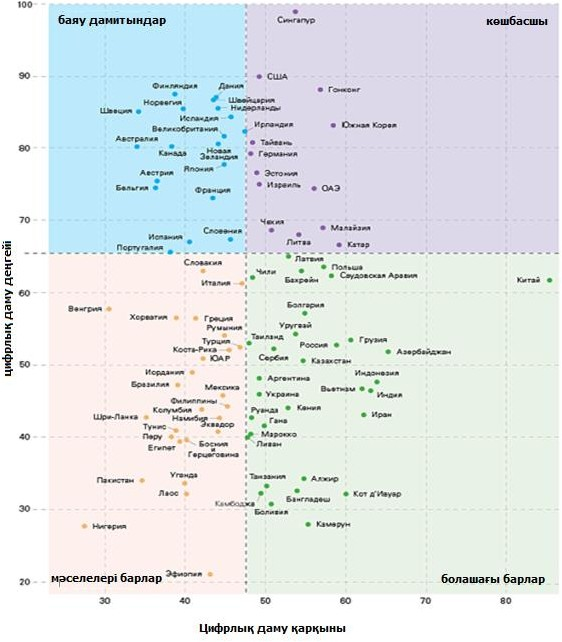 100
баяу дамитындар
көшбасшы
Сингапур
90
США
Финляндия
Дания
Гонконг
Норвегия
Швейцария
Швеция
Нидерланды
Исландия
Южная Корея
Великобритания
Ирландия
80
Австралия
Канада
Новая
Зеландия
Тайвань
Германия
Япония
Австрия
Эстония
Бельгия
Франция
Израиль
ОАЭ
70
Чехия
Малайзия
Испания
Словения
Литва
Катар
Португалия
Словакия
Латвия
Польша
Чили
Бахрейн
Саудовская Аравия
Италия
Китай
60
Венгрия
Хорватия
Греция
Болгария
Румыния
Уругвай
Турция
Таиланд
Россия
Грузия
Коста-Рика
ЮАР
Сербия
Казахстан
Азербайджан
50
Иордания
Аргентина
Индонезия
Бразилия
Мексика
Украина
Вьетнам
Индия
Филиппины
Колумбия
Руанда
Кения
Иран
Шри-Ланка
Намибия
Эквадор
Гана
Тунис
Перу
Марокко
40
Египет
Босния
и
Герцеговина
Ливан
Пакистан
Уганда
Танзания
Алжир
Лаос
Камбоджа
Бангладеш
Кот д'Ивуар
30
Боливия
Нигерия
Камерун
Эфиопия
20
мәселелері барлар
болашағы барлар
30
40
50
60
70
80
цифрлық даму деңгейі
Цифрлық даму қарқыны